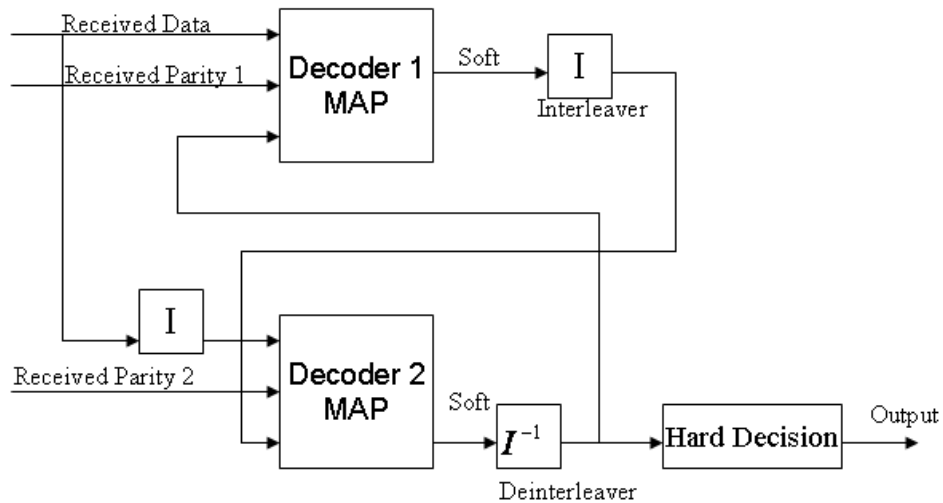 Received Data
Received Parity 1
Decoder 1
MAP
Soft
I
Interleaver
I
Received Parity 2
Decoder 2
MAP
Soft
I⁻¹
Deinterleaver
Hard Decision
Output